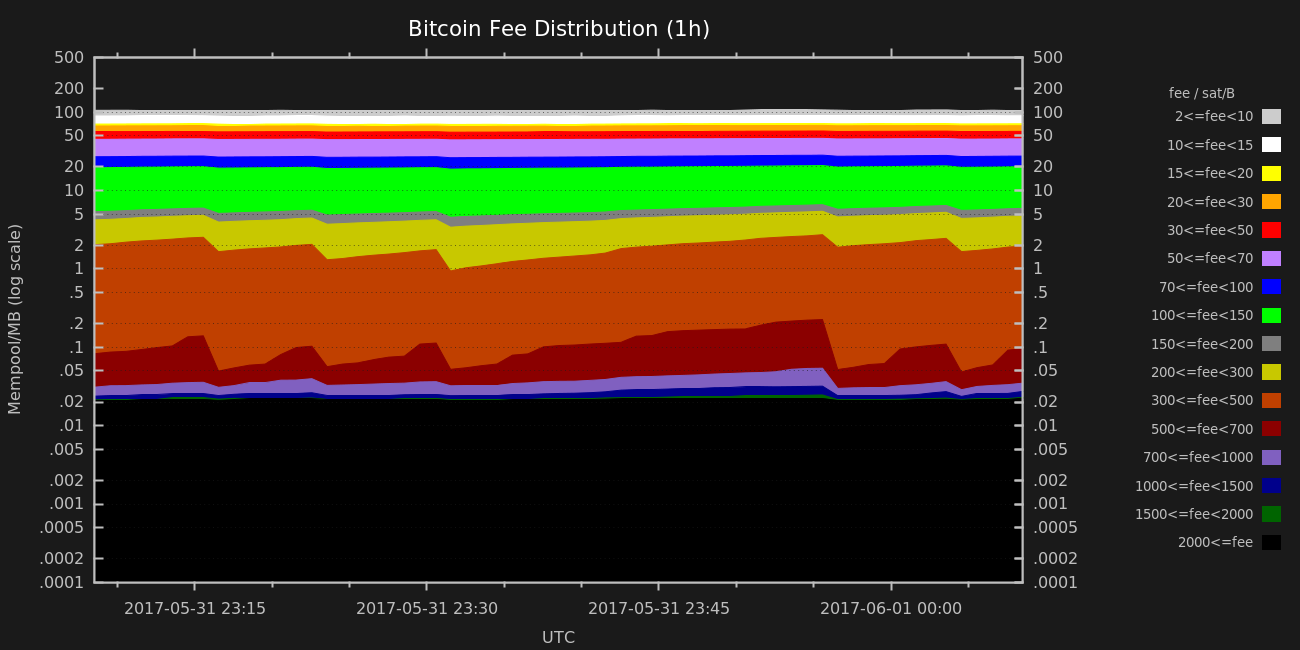 Bitcoin Fee Distribution (1h)
Mempool/MB (log scale)
500
200
100
50
20
10
5
2
1
.5
.2
.1
.05
.02
.01
.005
.002
.001
.0005
.0002
.0001
500
200
100
50
20
10
5
2
1
.5
.2
.1
.05
.02
.01
.005
.002
.001
.0005
.0002
.0001
fee / sat/B
2<=fee<10
10<=fee<15
15<=fee<20
20<=fee<30
30<=fee<50
50<=fee<70
70<=fee<100
100<=fee<150
150<=fee<200
200<=fee<300
300<=fee<500
500<=fee<700
700<=fee<1000
1000<=fee<1500
1500<=fee<2000
2000<=fee
2017-05-31 23:15 2017-05-31 23:30 2017-05-31 23:45 2017-06-01 00:00
UTC